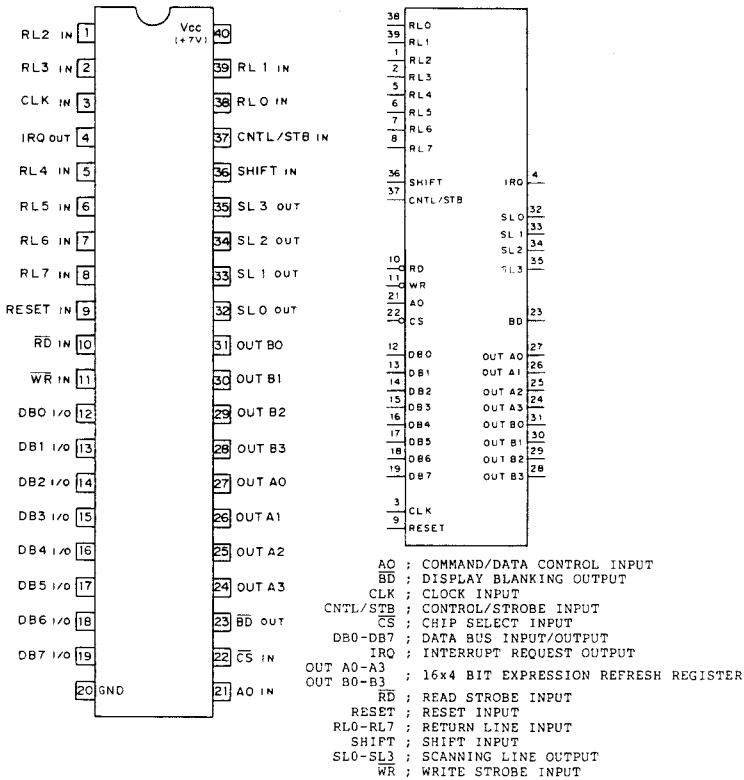 Vcc
(+7V)
RL2 IN 1
40
RL3 IN 2
39 RL 1 IN
CLK IN 3
38 RL0 IN
IRQ OUT 4
37 CNTL/STB IN
RL4 IN 5
36 SHIFT IN
RL5 IN 6
35 SL 3 OUT
RL6 IN 7
34 SL 2 OUT
RL7 IN 8
33 SL 1 OUT
RESET IN 9
32 SL0 OUT
RD IN 10
31 OUT B0
WR IN 11
30 OUT B1
DB0 I/O 12
29 OUT B2
DB1 I/O 13
28 OUT B3
DB2 I/O 14
27 OUT A0
DB3 I/O 15
26 OUT A1
DB4 I/O 16
25 OUT A2
DB5 I/O 17
24 OUT A3
DB6 I/O 18
23 BD OUT
DB7 I/O 19
22 CS IN
20 GND
21 A0 IN
38 RL0
39 RL1
1 RL2
2 RL3
5 RL4
6 RL5
7 RL6
8 RL7
36 SHIFT
IRQ 4
37 CNTL/STB
SL0 32
SL 1 33
SL2 34
SL3 35
10 RD
11 WR
21 A0
22 CS
BD 23
12 DB0
OUT A0 27
13 DB1
OUT A1 26
14 DB2
OUT A2 25
15 DB3
OUT A3 24
16 DB4
OUT B0 31
17 DB5
OUT B1 30
18 DB6
OUT B2 29
19 DB7
OUT B3 28
3 CLK
9 RESET
A0 ; COMMAND/DATA CONTROL INPUT
BD ; DISPLAY BLANKING OUTPUT
CLK ; CLOCK INPUT
CNTL/STB ; CONTROL/STROBE INPUT
CS ; CHIP SELECT INPUT
DB0-DB7 ; DATA BUS INPUT/OUTPUT
IRQ ; INTERRUPT REQUEST OUTPUT
OUT A0-A3
OUT B0-B3 ; 16x4 BIT EXPRESSION REFRESH REGISTER
RD ; READ STROBE INPUT
RESET ; RESET INPUT
RL0-RL7 ; RETURN LINE INPUT
SHIFT ; SHIFT INPUT
SL0-SL3 ; SCANNING LINE OUTPUT
WR ; WRITE STROBE INPUT